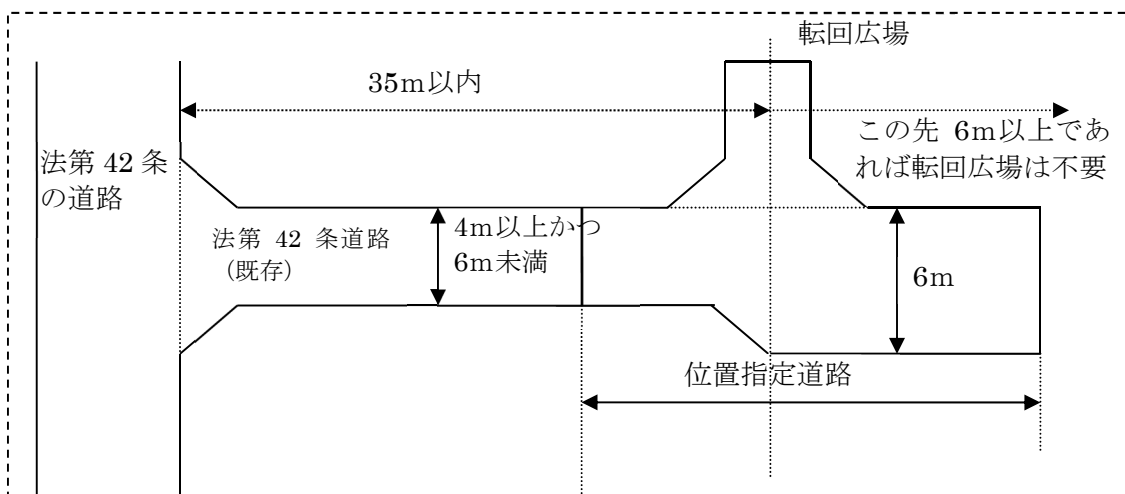 転回広場
35m以内
この先 6m以上であ
れば転回広場は不要
法第 42 条
の道路
法第 42 条道路
（既存）
4m以上かつ
6m未満
6m
位置指定道路